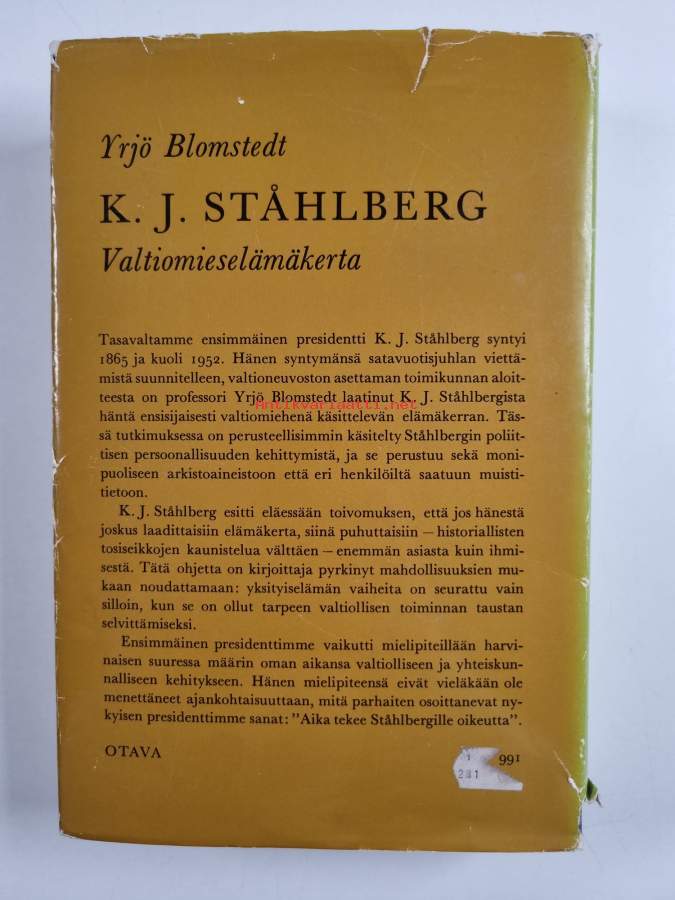 Yrjö Blomstedt
K. J. STÅHLBERG
Valtiomieselämäkerta
Tasavaltamme ensimmäinen presidentti K. J. Ståhlberg syntyi
1865 ja kuoli 1952. Hänen syntymänsä satavuotisjuhlan viettä-
mistä suunnitelleen, valtioneuvoston asettaman toimikunnan aloit-
teesta on professori Yrjö Blomstedt laatinut K. J. Ståhlbergista
Antikvariaatti.net
häntä ensisijaisesti valtiomiehenä käsittelevän elämäkerran. Täs-
sä tutkimuksessa on perusteellisimmin käsitelty Ståhlbergin poliit-
tisen persoonallisuuden kehittymistä, ja se perustuu sekä moni-
puoliseen arkistoaineistoon että eri henkilöiltä saatuun muisti-
tietoon.
K. J. Ståhlberg esitti eläessään toivomuksen, että jos hänestä
joskus laadittaisiin elämäkerta, siinä puhuttaisiin – historiallisten
tosiseikkojen kaunistelua välttäen – enemmän asiasta kuin ihmi-
sestä. Tätä ohjetta on kirjoittaja pyrkinyt mahdollisuuksien mu-
kaan noudattamaan: yksityiselämän vaiheita on seurattu vain
silloin, kun se on ollut tarpeen valtiollisen toiminnan taustan
selvittämiseksi.
Ensimmäinen presidenttimme vaikutti mielipiteillään harvi-
naisen suuressa määrin oman aikansa valtiolliseen ja yhteiskun-
nalliseen kehitykseen. Hänen mielipiteensä eivät vieläkään ole
menettäneet ajankohtaisuuttaan, mitä parhaiten osoittanevat ny-
kyisen presidenttimme sanat: ”Aika tekee Ståhlbergille oikeutta”.
OTAVA
991
281